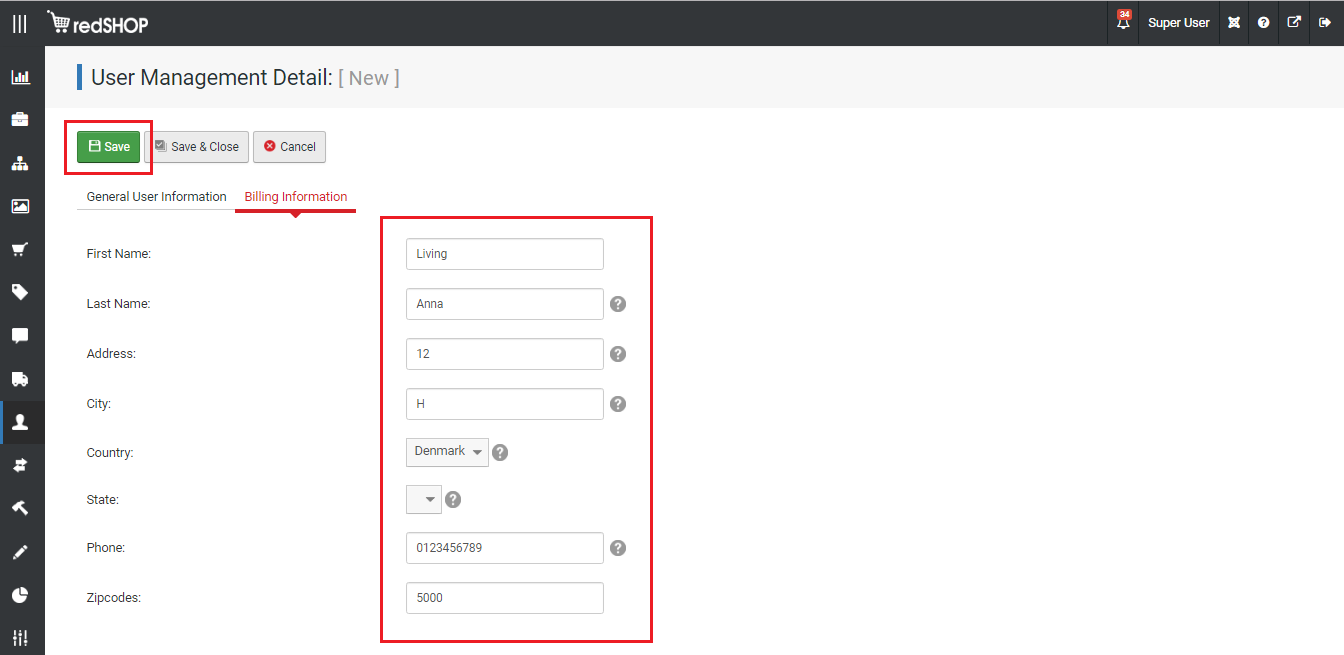 redSHOP
34
Super User
User Management Detail: [ New ]
Save
Save & Close
Cancel
General User Information
Billing Information
First Name:
Living
Last Name:
Anna
Address:
12
City:
H
Country:
Denmark
State:
Phone:
0123456789
Zipcodes:
5000